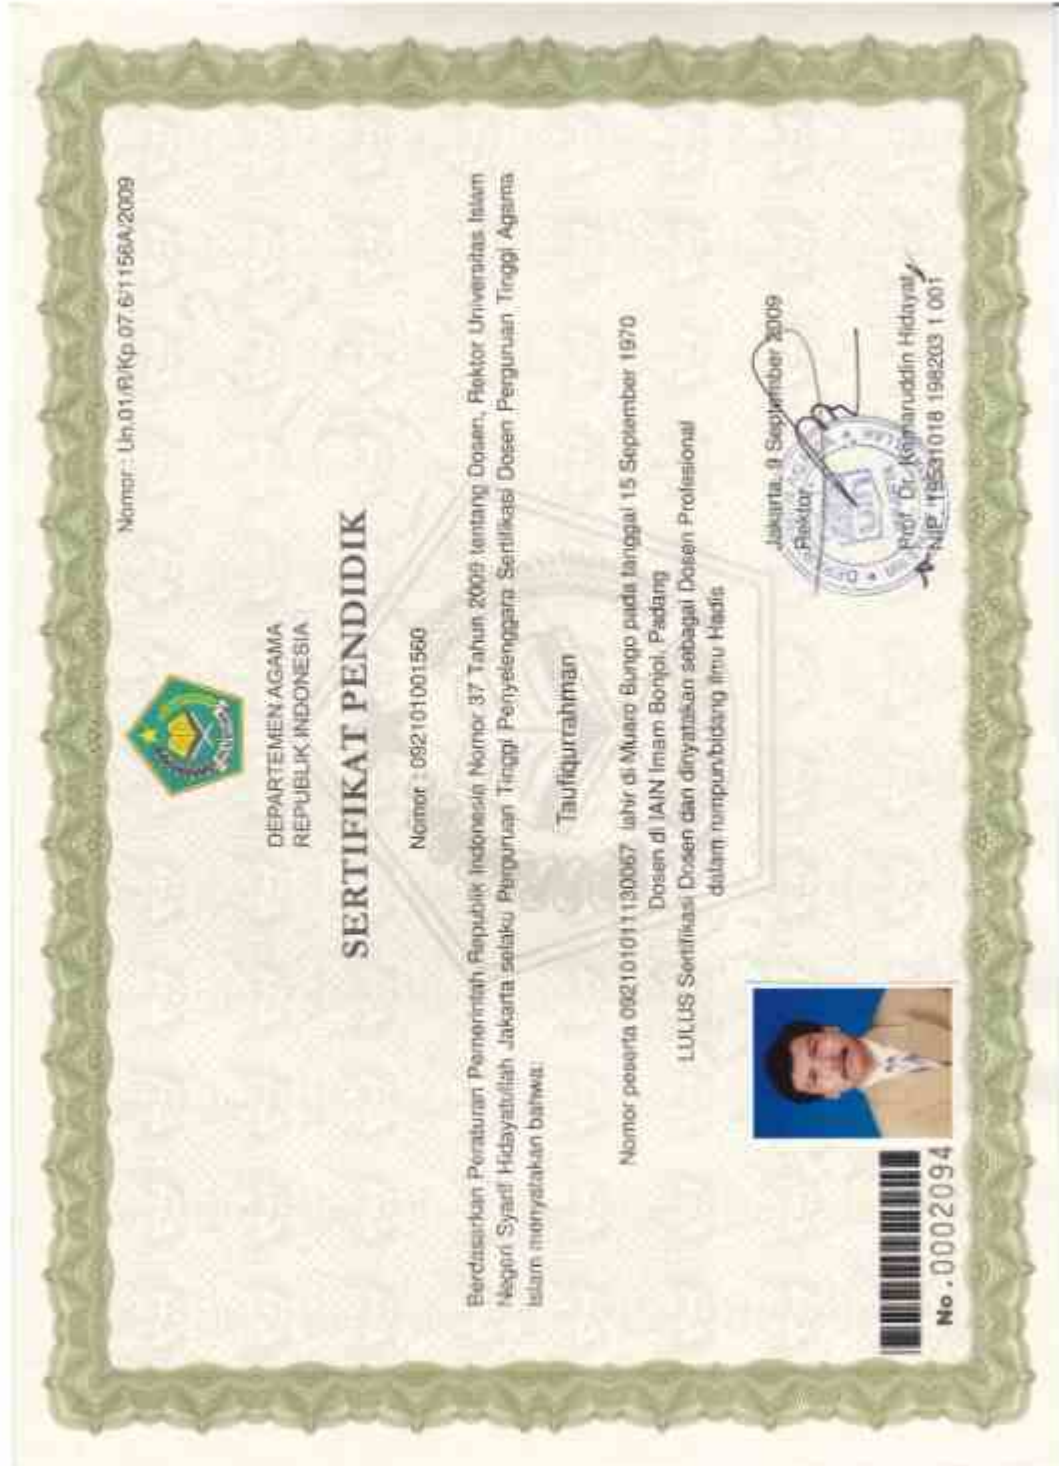 Nomor: Un.01/R/Kp.07.6/1156A/2009
DEPARTEMEN AGAMA
REPUBLIK INDONESIA
SERTIFIKAT PENDIDIK
Nomor : 092101001560
Berdasarkan Peraturan Pemerintah Republik Indonesia Nomor 37 Tahun 2009 tentang Dosen, Rektor Universitas Islam
Negeri Syarif Hidayatullah Jakarta selaku Perguruan Tinggi Penyelenggara Sertifikasi Dosen Perguruan Tinggi Agama
Islam menyatakan bahwa:
Taufiqurrahman
Nomor peserta 092101011130067 lahir di Muaro Bungo pada tanggal 15 September 1970
Dosen di IAIN Imam Bonjol, Padang
LULUS Sertifikasi Dosen dan dinyatakan sebagai Dosen Profesional
dalam rumpun/bidang Ilmu Hadis
Jakarta, 9 September 2009
Rektor,
Prof. Dr. Komaruddin Hidayat
NIP. 19531018 198203 1 001
No.0002094